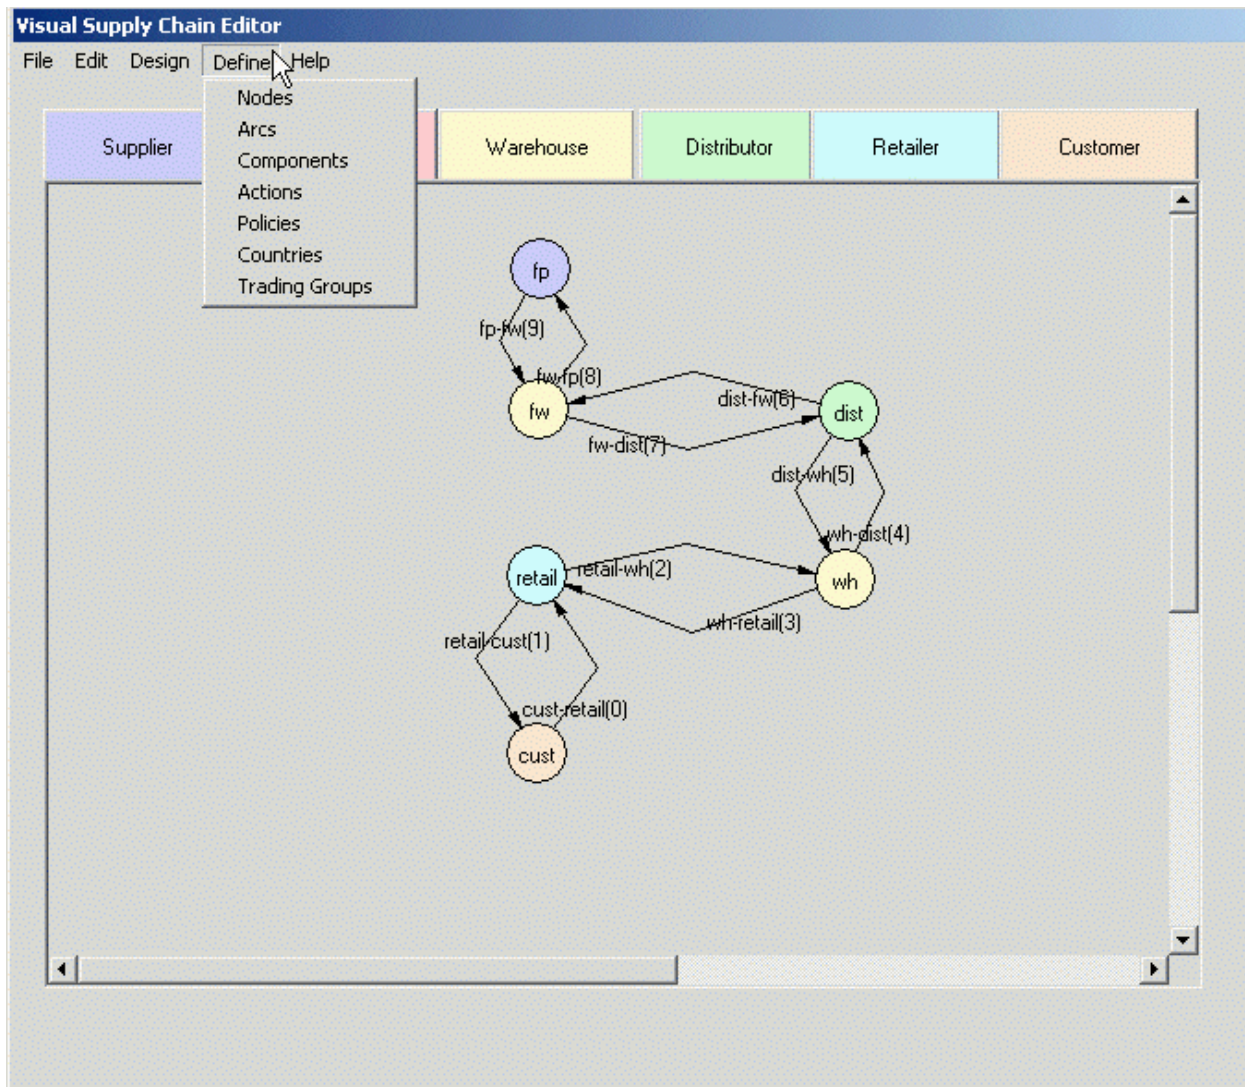 Visual Supply Chain Editor
File Edit Design Define Help
Nodes
Arcs
Components
Actions
Policies
Countries
Trading Groups
Supplier Warehouse Distributor Retailer Customer
fp
fp-fw(9)
fw-fp(8)
fw
dist-fw(6)
dist
fw-dist(7)
dist-wh(5)
wh-dist(4)
retail
retail-wh(2)
wh
wh-retail(3)
retail-cust(1)
cust-retail(0)
cust